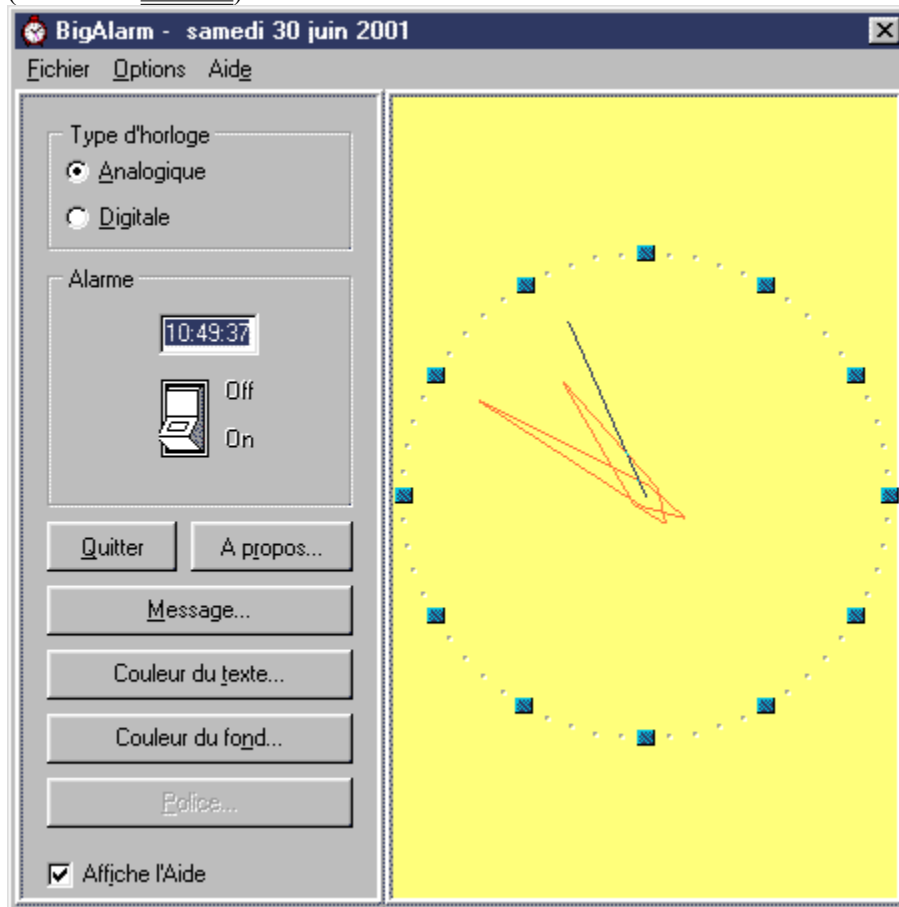 BigAlarm - samedi 30 juin 2001
Fichier Options Aide
Type d'horloge
Analogique
Digitale
Alarme
10:49:37
Off
On
Quitter A propos...
Message...
Couleur du texte...
Couleur du fond...
Police...
Affiche l'Aide